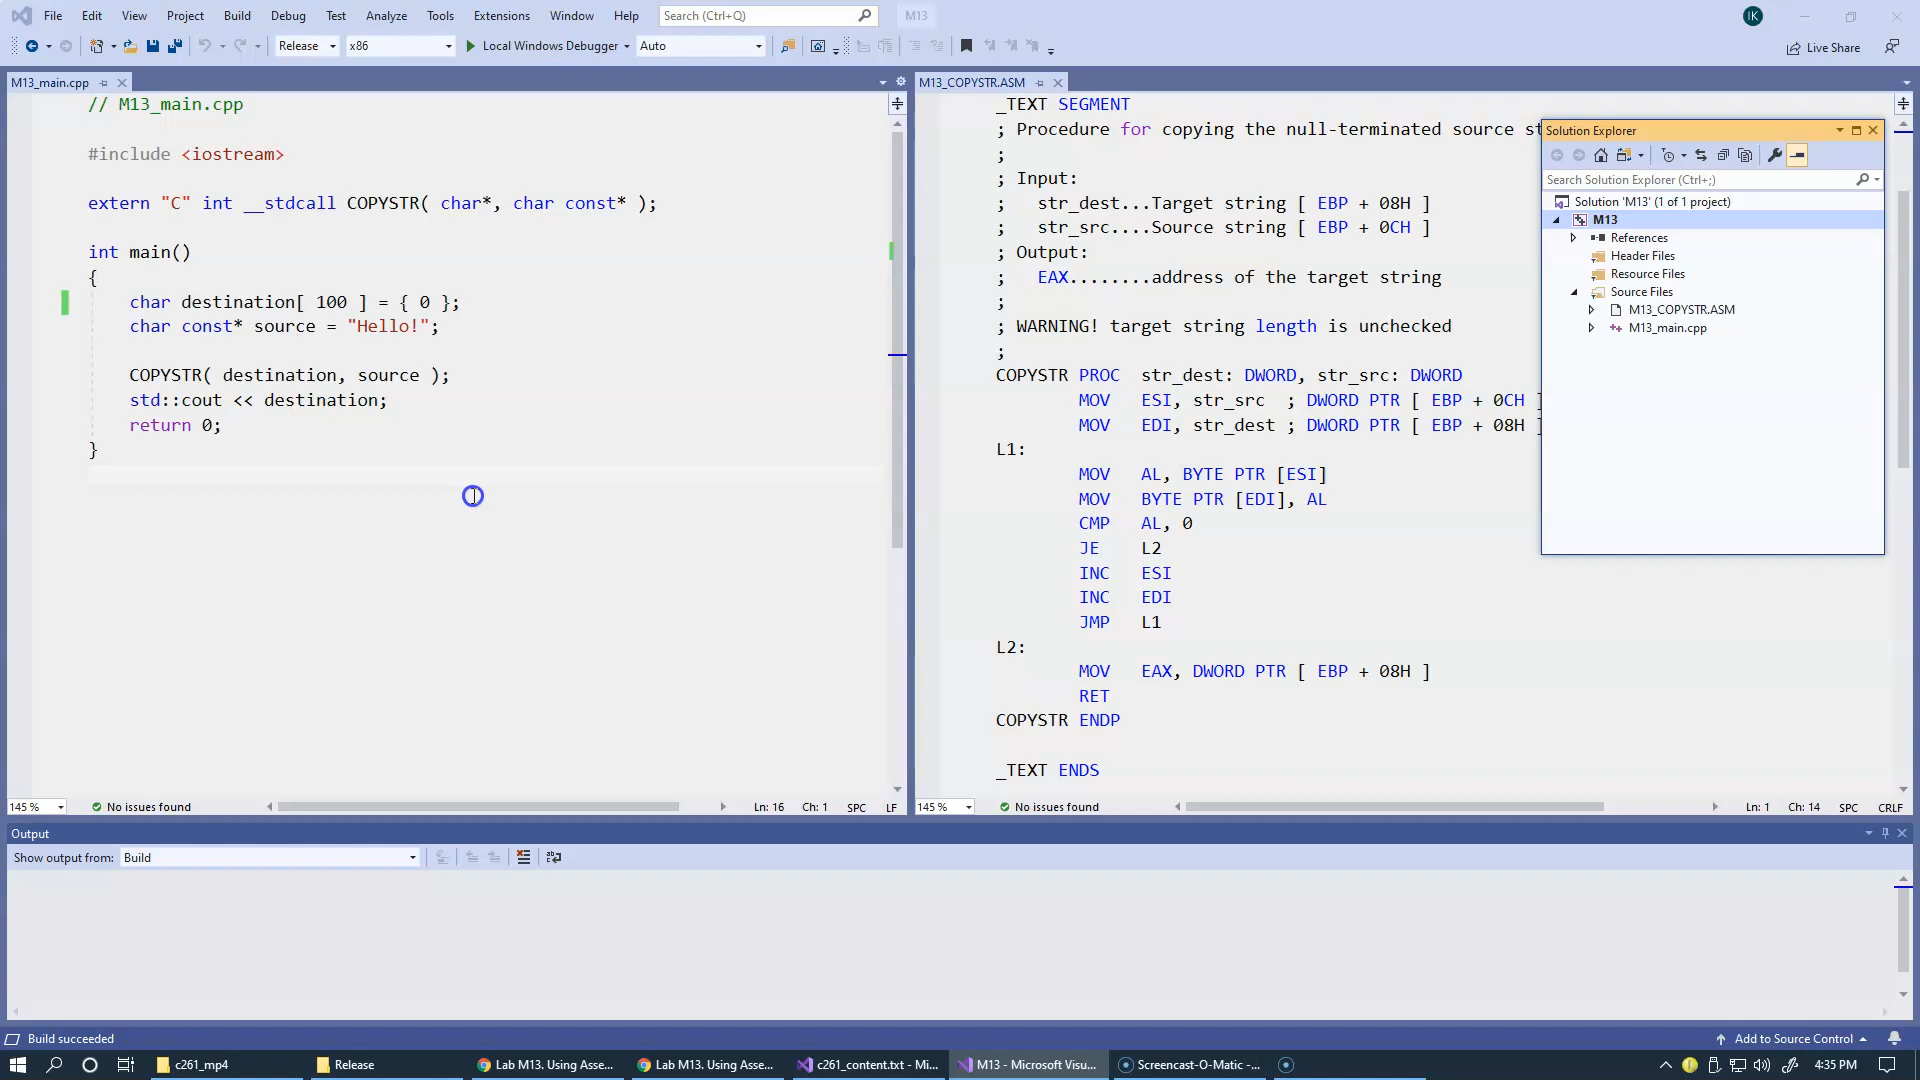 File Edit View Project Build Debug Test Analyze Tools Extensions Window Help Search (Ctrl+Q) M13 IK
Release x86 Local Windows Debugger Auto Live Share
M13_main.cpp
// M13_main.cpp
#include <iostream>
extern "C" int __stdcall COPYSTR( char*, char const* );
int main()
{
char destination[ 100 ] = { 0 };
char const* source = "Hello!";
COPYSTR( destination, source );
std::cout << destination;
return 0;
}
145 % No issues found Ln: 16 Ch: 1 SPC LF
M13_COPYSTR.ASM
_TEXT SEGMENT
; Procedure for copying the null-terminated source st
;
; Input:
; str_dest...Target string [ EBP + 08H ]
; str_src....Source string [ EBP + 0CH ]
; Output:
; EAX........address of the target string
;
; WARNING! target string length is unchecked
;
COPYSTR PROC str_dest: DWORD, str_src: DWORD
MOV ESI, str_src ; DWORD PTR [ EBP + 0CH ]
MOV EDI, str_dest ; DWORD PTR [ EBP + 08H ]
L1:
MOV AL, BYTE PTR [ESI]
MOV BYTE PTR [EDI], AL
CMP AL, 0
JE L2
INC ESI
INC EDI
JMP L1
L2:
MOV EAX, DWORD PTR [ EBP + 08H ]
RET
COPYSTR ENDP
_TEXT ENDS
145 % No issues found Ln: 1 Ch: 14 SPC CRLF
Solution Explorer
Search Solution Explorer (Ctrl+;)
Solution 'M13' (1 of 1 project)
M13
References
Header Files
Resource Files
Source Files
M13_COPYSTR.ASM
M13_main.cpp
Output
Show output from: Build
Build succeeded Add to Source Control
c261_mp4 Release Lab M13. Using Asse... Lab M13. Using Asse... c261_content.txt - Mi... M13 - Microsoft Visu... Screencast-O-Matic -... 4:35 PM